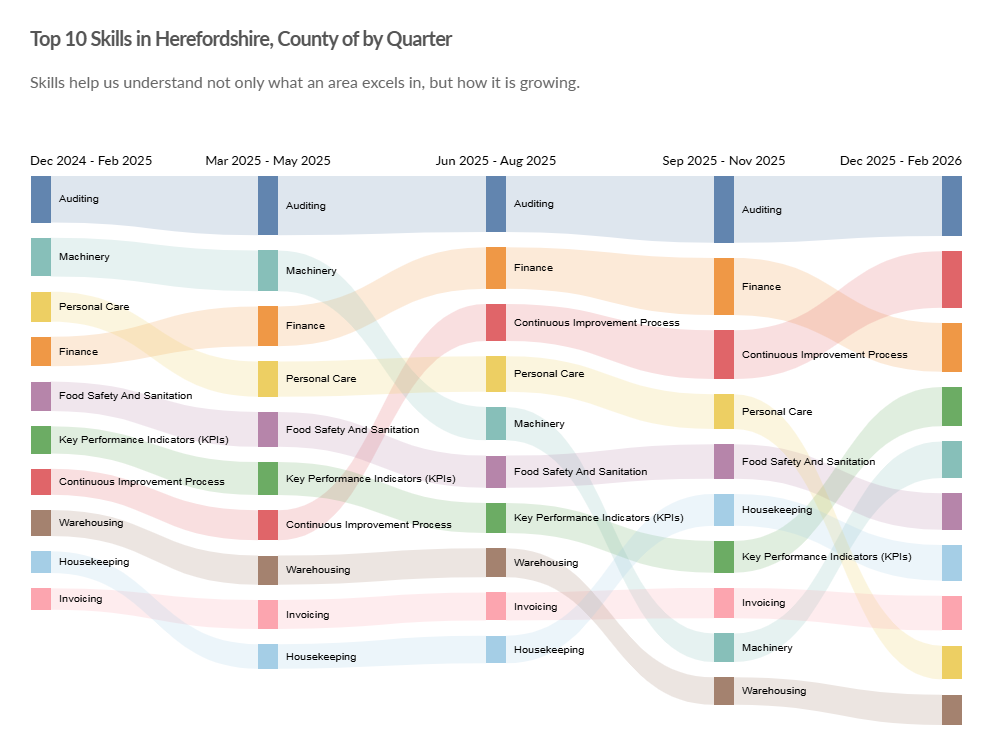 Top 10 Skills in Herefordshire, County of by Quarter
Skills help us understand not only what an area excels in, but how it is growing.
Dec 2024 - Feb 2025
Mar 2025 - May 2025
Jun 2025 - Aug 2025
Sep 2025 - Nov 2025
Dec 2025 - Feb 2026
Auditing
Machinery
Personal Care
Finance
Food Safety And Sanitation
Key Performance Indicators (KPIs)
Continuous Improvement Process
Warehousing
Housekeeping
Invoicing
Auditing
Machinery
Finance
Personal Care
Food Safety And Sanitation
Key Performance Indicators (KPIs)
Continuous Improvement Process
Warehousing
Invoicing
Housekeeping
Auditing
Finance
Continuous Improvement Process
Personal Care
Machinery
Food Safety And Sanitation
Key Performance Indicators (KPIs)
Warehousing
Invoicing
Housekeeping
Auditing
Finance
Continuous Improvement Process
Personal Care
Food Safety And Sanitation
Housekeeping
Key Performance Indicators (KPIs)
Invoicing
Machinery
Warehousing